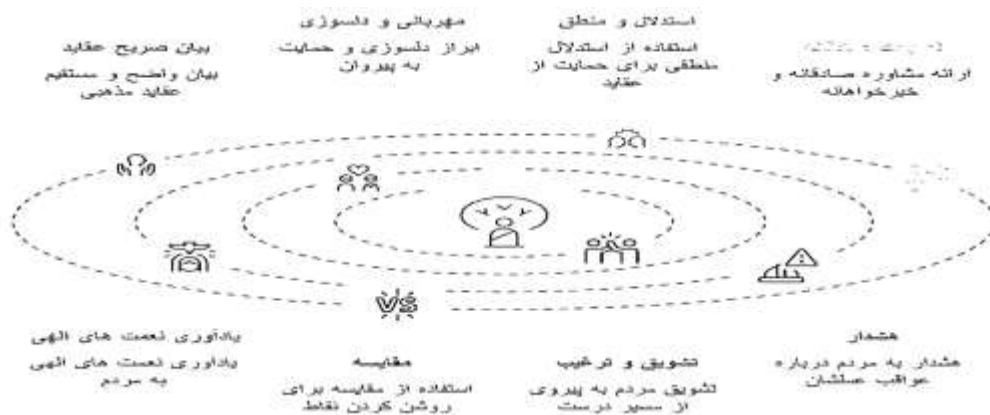 استدلال و منطق
استفاده از استدلال
منطقی برای حمایت از
عقاید
مهربانی و دلسوزی
ابراز دلسوزی و حمایت
به پیروان
بیان صریح عقاید
بیان واضح و مستقیم
عقاید مذهبی
ارائه مشاوره صادقانه و
خیرخواهانه
VS
هشدار
هشدار به مردم درباره
عواقب عملشان
تشویق و ترغیب
تشویق مردم به پیروی
از مسیر درست
مقایسه
استفاده از مقایسه برای
روشن کردن نقاط
یادآوری نعمت های الهی
یادآوری نعمت های الهی
به مردم